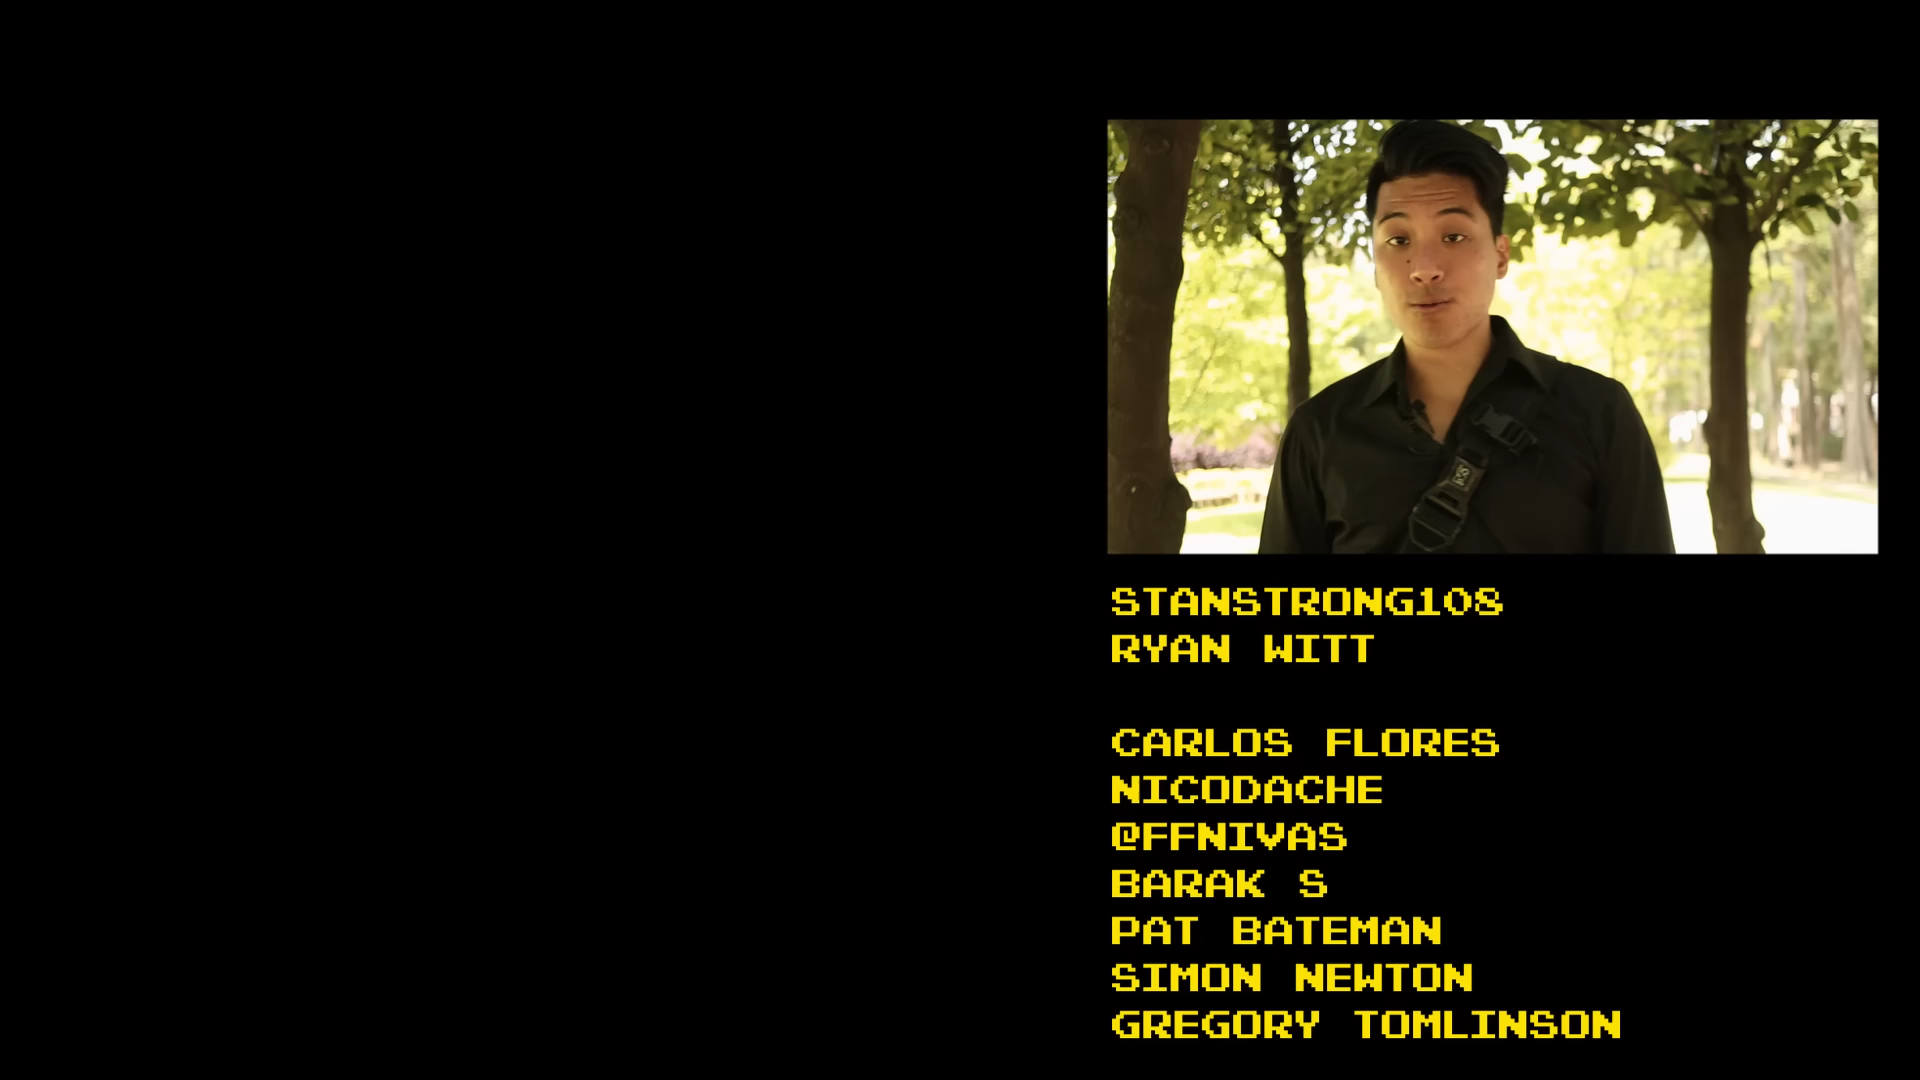 STANSTRONG108
RYAN WITT
CARLOS FLORES
NICODACHE
@FFNIVAS
BARAK S
PAT BATEMAN
SIMON NEWTON
GREGORY TOMLINSON